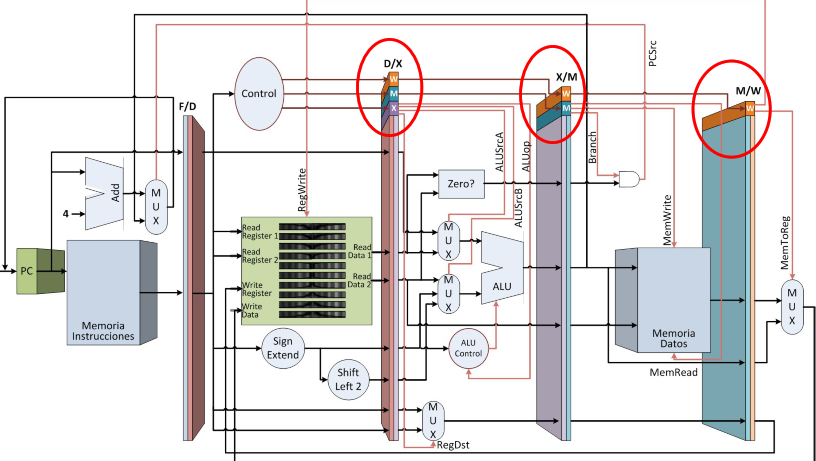 D/X
X/M
M/W
F/D
Control
W
M
X
W
M
W
PCSrc
Branch
ALUSrcA
ALUop
ALUSrcB
RegWrite
MemWrite
MemToReg
Add
4
M
U
X
Zero?
PC
Memoria
Instrucciones
Read
Register 1
Read
Register 2
Write
Register
Write
Data
Read
Data 1
Read
Data 2
M
U
X
M
U
X
ALU
Sign
Extend
Shift
Left 2
ALU
Control
Memoria
Datos
MemRead
M
U
X
M
U
X
RegDst